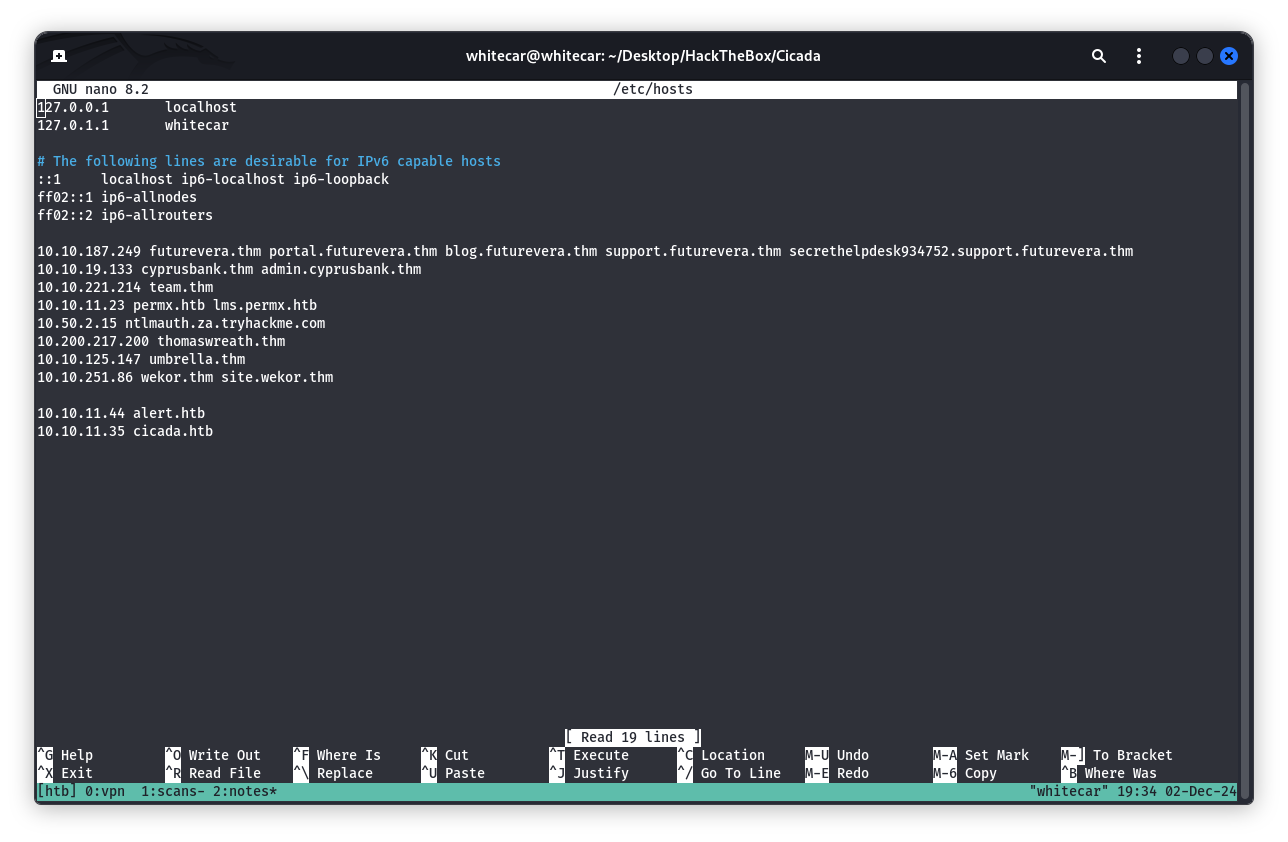 whitecar@whitecar: ~/Desktop/HackTheBox/Cicada
GNU nano 8.2 /etc/hosts
127.0.0.1 localhost
127.0.1.1 whitecar
# The following lines are desirable for IPv6 capable hosts
::1 localhost ip6-localhost ip6-loopback
ff02::1 ip6-allnodes
ff02::2 ip6-allrouters
10.10.187.249 futurevera.thm portal.futurevera.thm blog.futurevera.thm support.futurevera.thm secrethelpdesk934752.support.futurevera.thm
10.10.19.133 cyprusbank.thm admin.cyprusbank.thm
10.10.221.214 team.thm
10.10.11.23 permx.htb lms.permx.htb
10.50.2.15 ntlmauth.za.tryhackme.com
10.200.217.200 thomaswreath.thm
10.10.125.147 umbrella.thm
10.10.251.86 wekor.thm site.wekor.thm
10.10.11.44 alert.htb
10.10.11.35 cicada.htb
[ Read 19 lines ]
^G Help ^O Write Out ^F Where Is ^K Cut ^T Execute ^C Location M-U Undo M-A Set Mark M-] To Bracket
^X Exit ^R Read File ^\ Replace ^U Paste ^J Justify ^/ Go To Line M-E Redo M-6 Copy ^B Where Was
[htb] 0:vpn 1:scans- 2:notes* "whitecar" 19:34 02-Dec-24